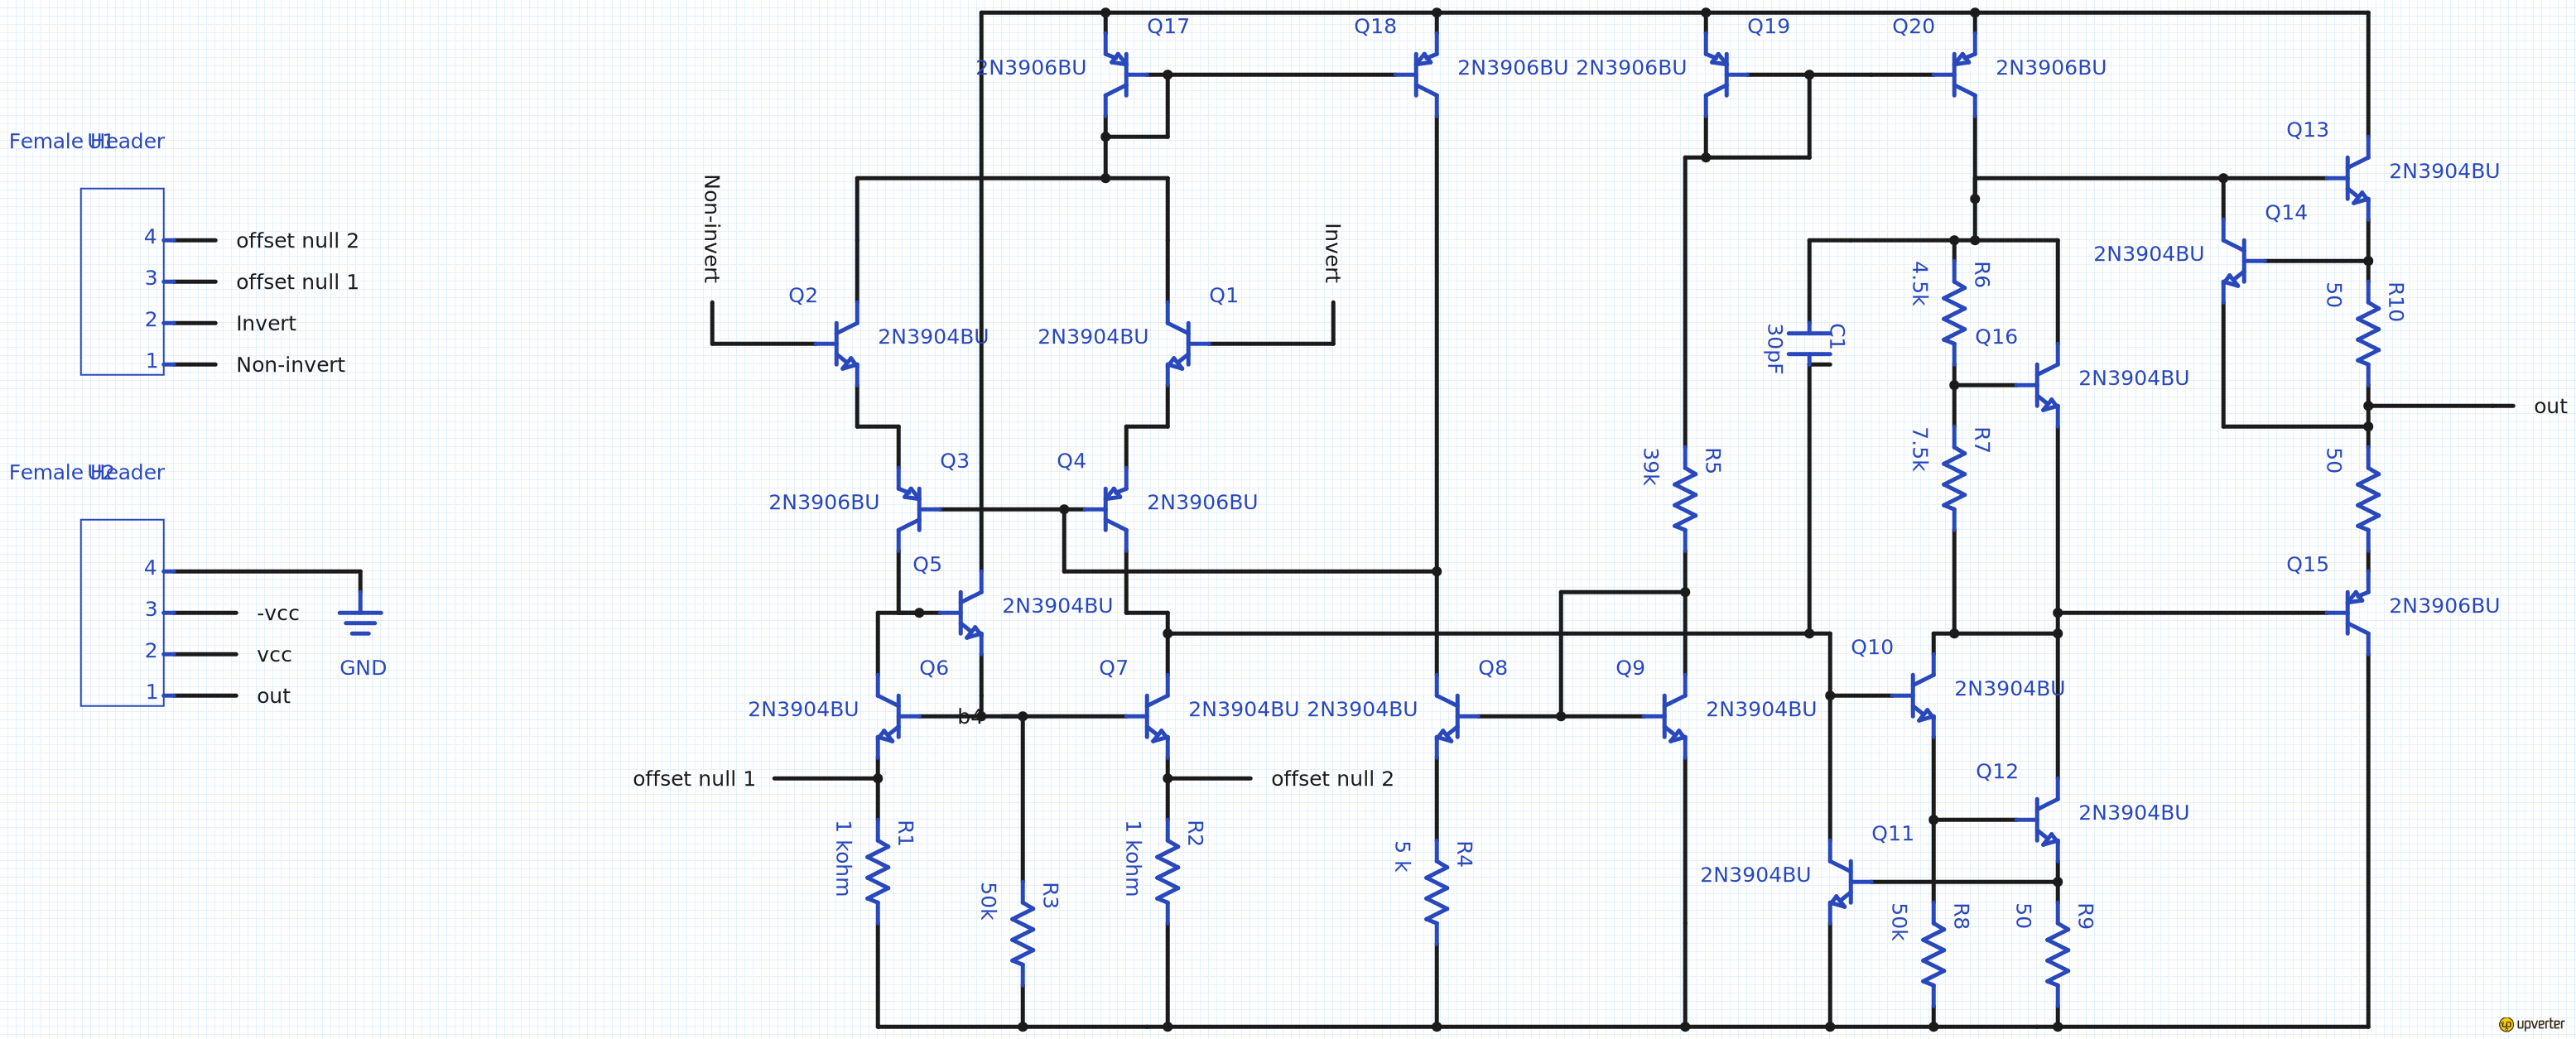 Female Header
U1
4
offset null 2
3
offset null 1
2
Invert
1
Non-invert
Female Header
U2
4
3
-vcc
2
vcc
1
out
GND
Q17
2N3906BU
Q18
2N3906BU
Q19
2N3906BU
Q20
2N3906BU
Q13
2N3904BU
Q14
2N3904BU
Non-invert
Invert
Q2
2N3904BU
Q1
2N3904BU
R6
4.5k
Q16
2N3904BU
C1
30pF
R10
50
out
Q3
2N3906BU
Q4
2N3906BU
R5
39k
R7
7.5k
50
Q5
2N3904BU
Q15
2N3906BU
Q6
2N3904BU
Q7
2N3904BU
Q8
2N3904BU
Q9
2N3904BU
Q10
2N3904BU
b4
offset null 1
offset null 2
Q12
2N3904BU
R1
1 kohm
R3
50k
R2
1 kohm
R4
5 k
Q11
2N3904BU
R8
50k
R9
50
up upverter